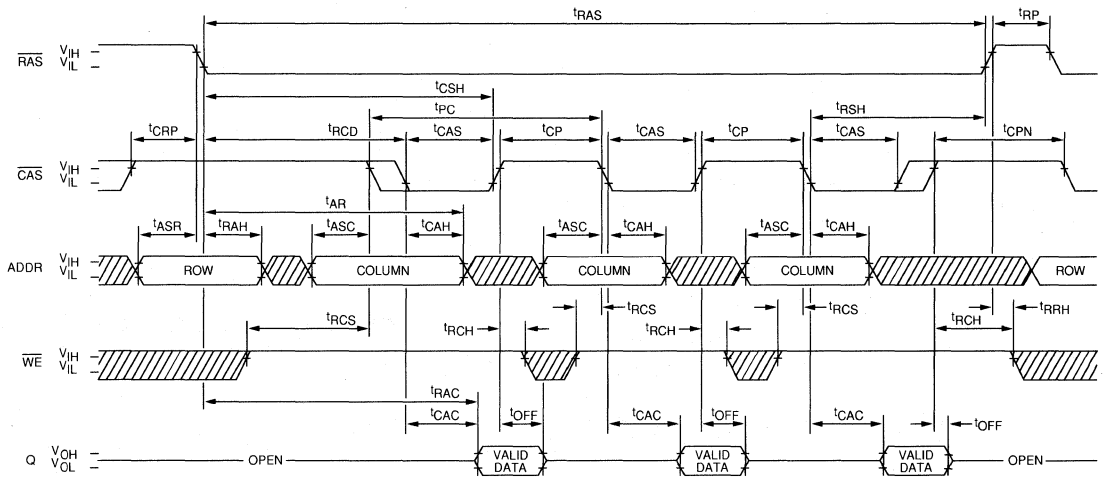 tRAS
tRP
RAS VIH
VIL
tCSH
tPC
tRSH
tCRP tRCD tCAS tCP tCAS tCP tCAS tCPN
CAS VIH
VIL
tAR
tASR tRAH tASC tCAH tASC tCAH tASC tCAH
ADDR VIH
VIL
ROW COLUMN COLUMN COLUMN ROW
tRCS tRCH tRCS tRCH tRCS tRCH tRRH
WE VIH
VIL
tRAC
tCAC tOFF tCAC tOFF tCAC tOFF
Q VOH
VOL
OPEN VALID DATA VALID DATA VALID DATA OPEN